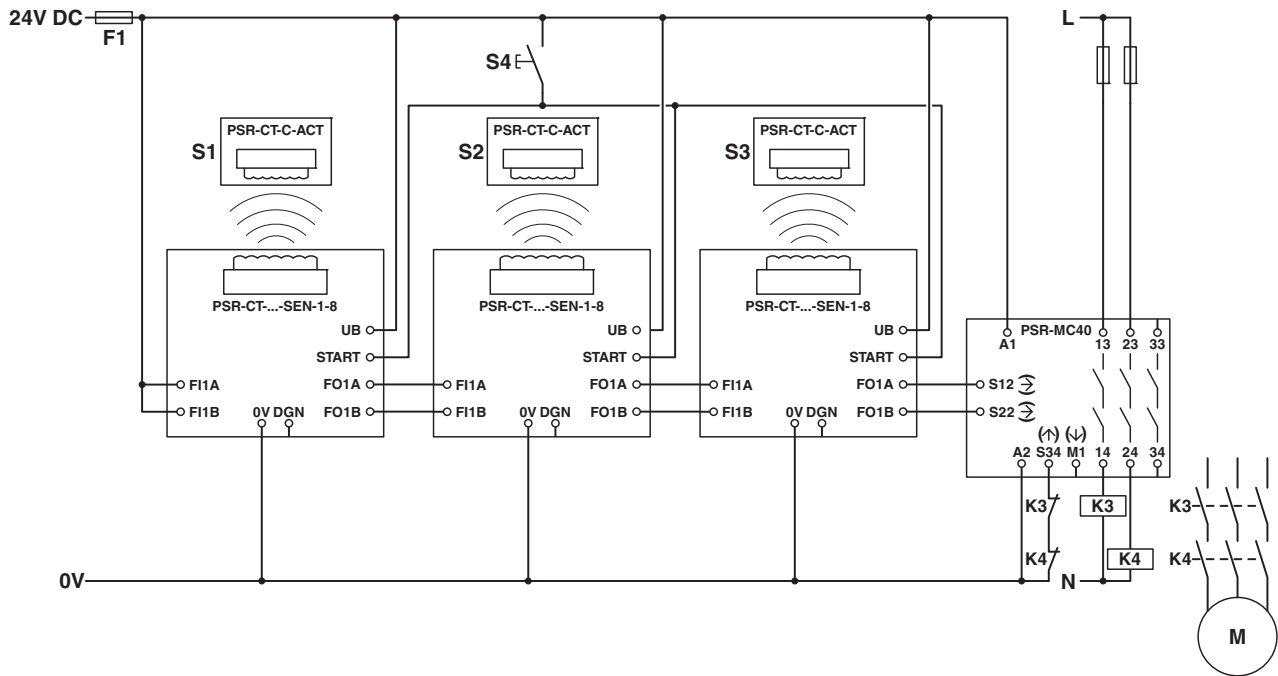 24V DC
F1
L
S4
S1
PSR-CT-C-ACT
S2
PSR-CT-C-ACT
S3
PSR-CT-C-ACT
PSR-CT-...-SEN-1-8
UB
START
FI1A
FO1A
FI1B
0V DGN
FO1B
PSR-CT-...-SEN-1-8
UB
START
FI1A
FO1A
FI1B
0V DGN
FO1B
PSR-CT-...-SEN-1-8
UB
START
FI1A
FO1A
FI1B
0V DGN
FO1B
PSR-MC40
A1 13 23 33
S12
S22
A2 S34 M1 14 24 34
K3
K3
K4
K4
K3
K4
0V
N
M